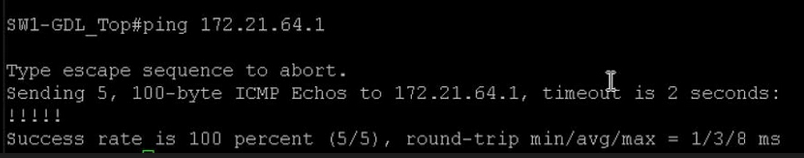 SW1-GDL_Top#ping 172.21.64.1
Type escape sequence to abort.
Sending 5, 100-byte ICMP Echos to 172.21.64.1, timeout is 2 seconds:
!!!!!
Success rate is 100 percent (5/5), round-trip min/avg/max = 1/3/8 ms